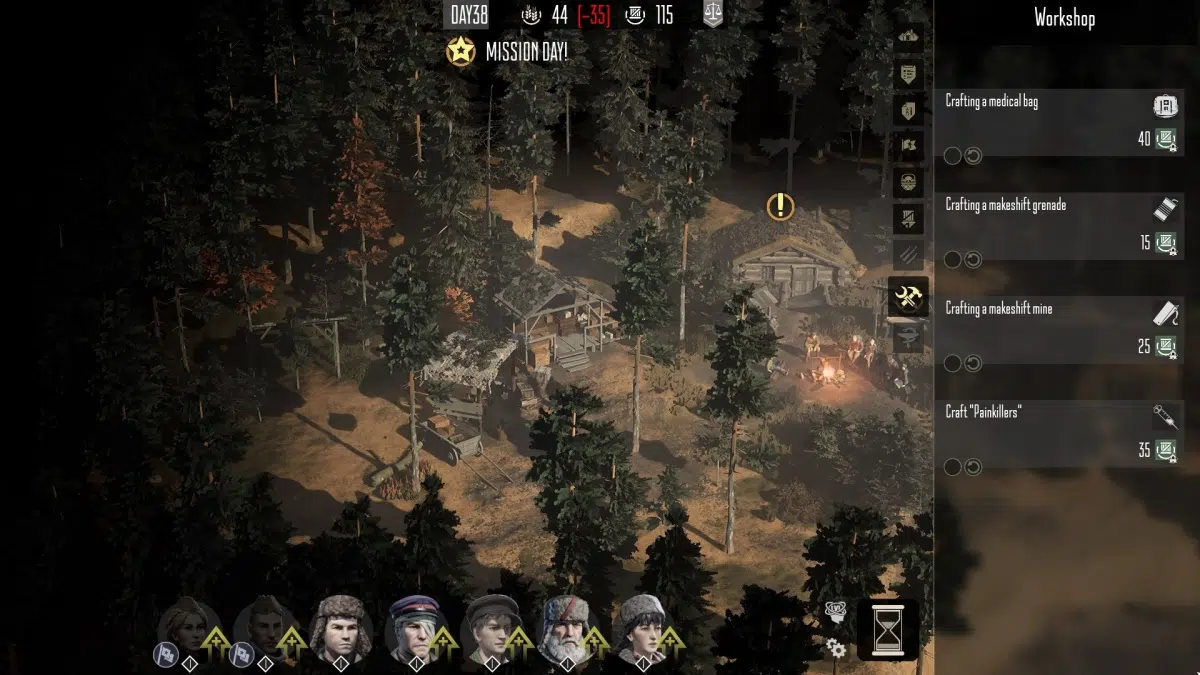 DAY38 44 (-35) 115
MISSION DAY!
Workshop
Crafting a medical bag
40
Crafting a makeshift grenade
15
Crafting a makeshift mine
25
Craft "Painkillers"
35
LVL